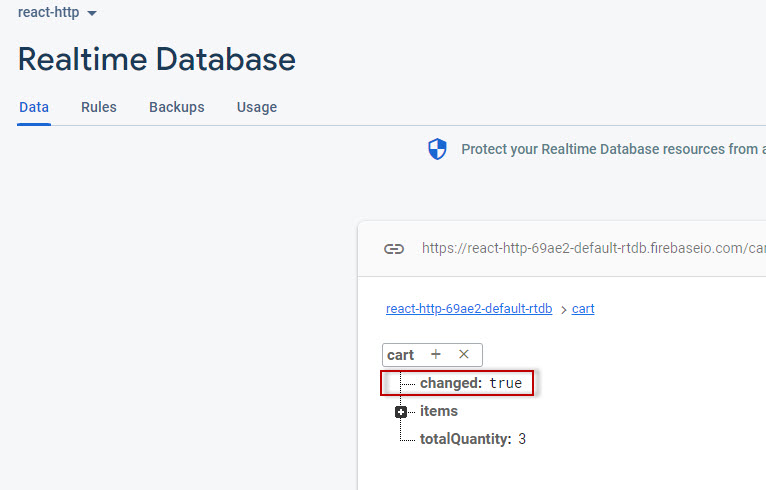 react-http
Realtime Database
Data Rules Backups Usage
Protect your Realtime Database resources from
https://react-http-69ae2-default-rtdb.firebaseio.com/
react-http-69ae2-default-rtdb > cart
cart + ×
changed: true
items
totalQuantity: 3